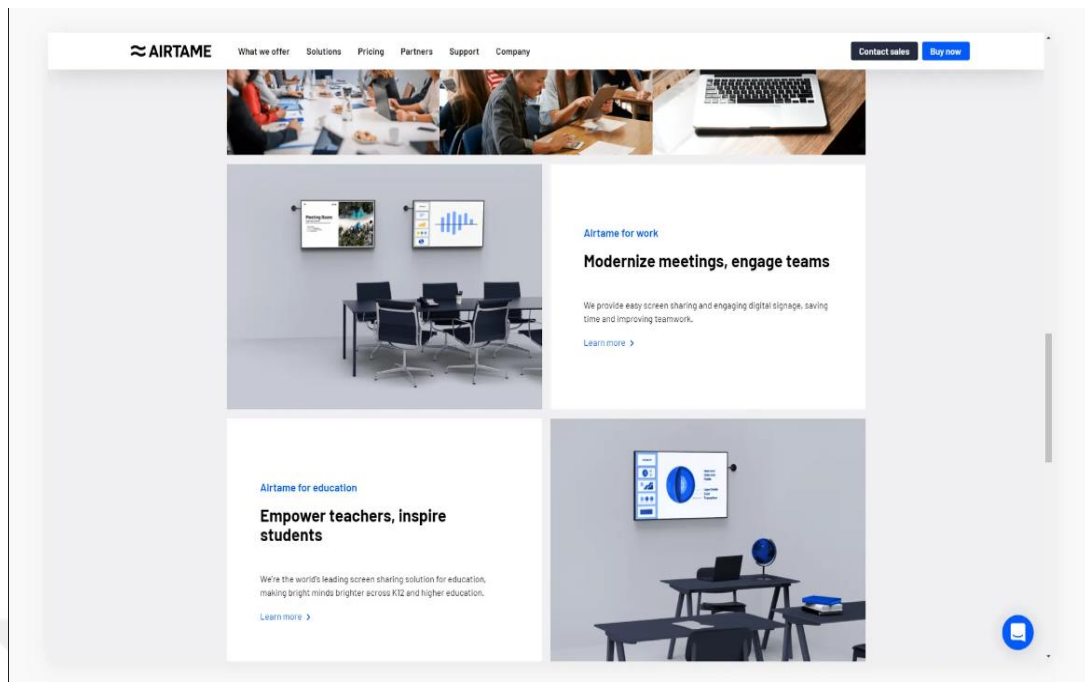 AIRTAME
What we offer Solutions Pricing Partners Support Company
Contact sales Buy now
Meeting Room
Airtame for work
Modernize meetings, engage teams
We provide easy screen sharing and engaging digital signage, saving
time and improving teamwork.
Learn more
Airtame for education
Empower teachers, inspire
students
We're the world's leading screen sharing solution for education,
making bright minds brighter across K12 and higher education.
Learn more